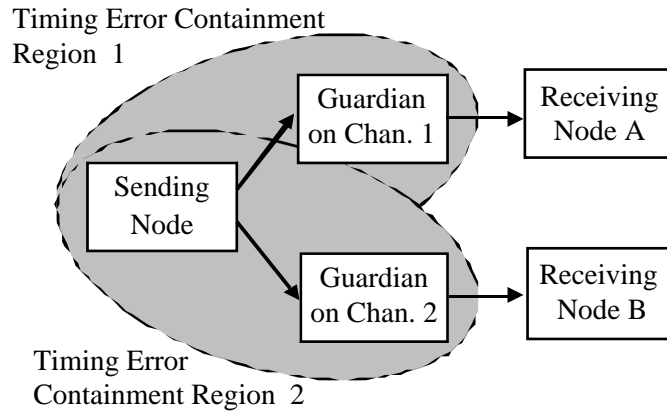 Timing Error Containment
Region 1
Guardian
on Chan. 1
Receiving
Node A
Sending
Node
Guardian
on Chan. 2
Receiving
Node B
Timing Error
Containment Region 2